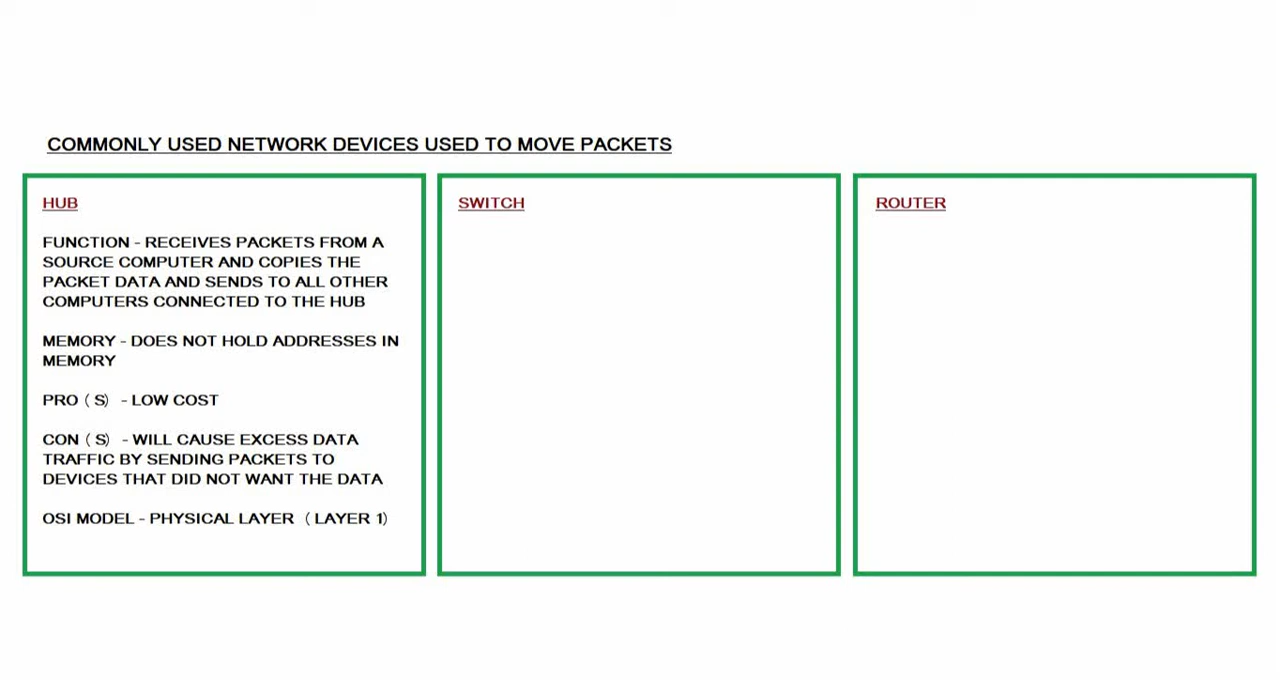 COMMONLY USED NETWORK DEVICES USED TO MOVE PACKETS
HUB
FUNCTION - RECEIVES PACKETS FROM A
SOURCE COMPUTER AND COPIES THE
PACKET DATA AND SENDS TO ALL OTHER
COMPUTERS CONNECTED TO THE HUB
MEMORY - DOES NOT HOLD ADDRESSES IN
MEMORY
PRO ( S) - LOW COST
CON ( S) - WILL CAUSE EXCESS DATA
TRAFFIC BY SENDING PACKETS TO
DEVICES THAT DID NOT WANT THE DATA
OSI MODEL - PHYSICAL LAYER ( LAYER 1)
SWITCH
ROUTER